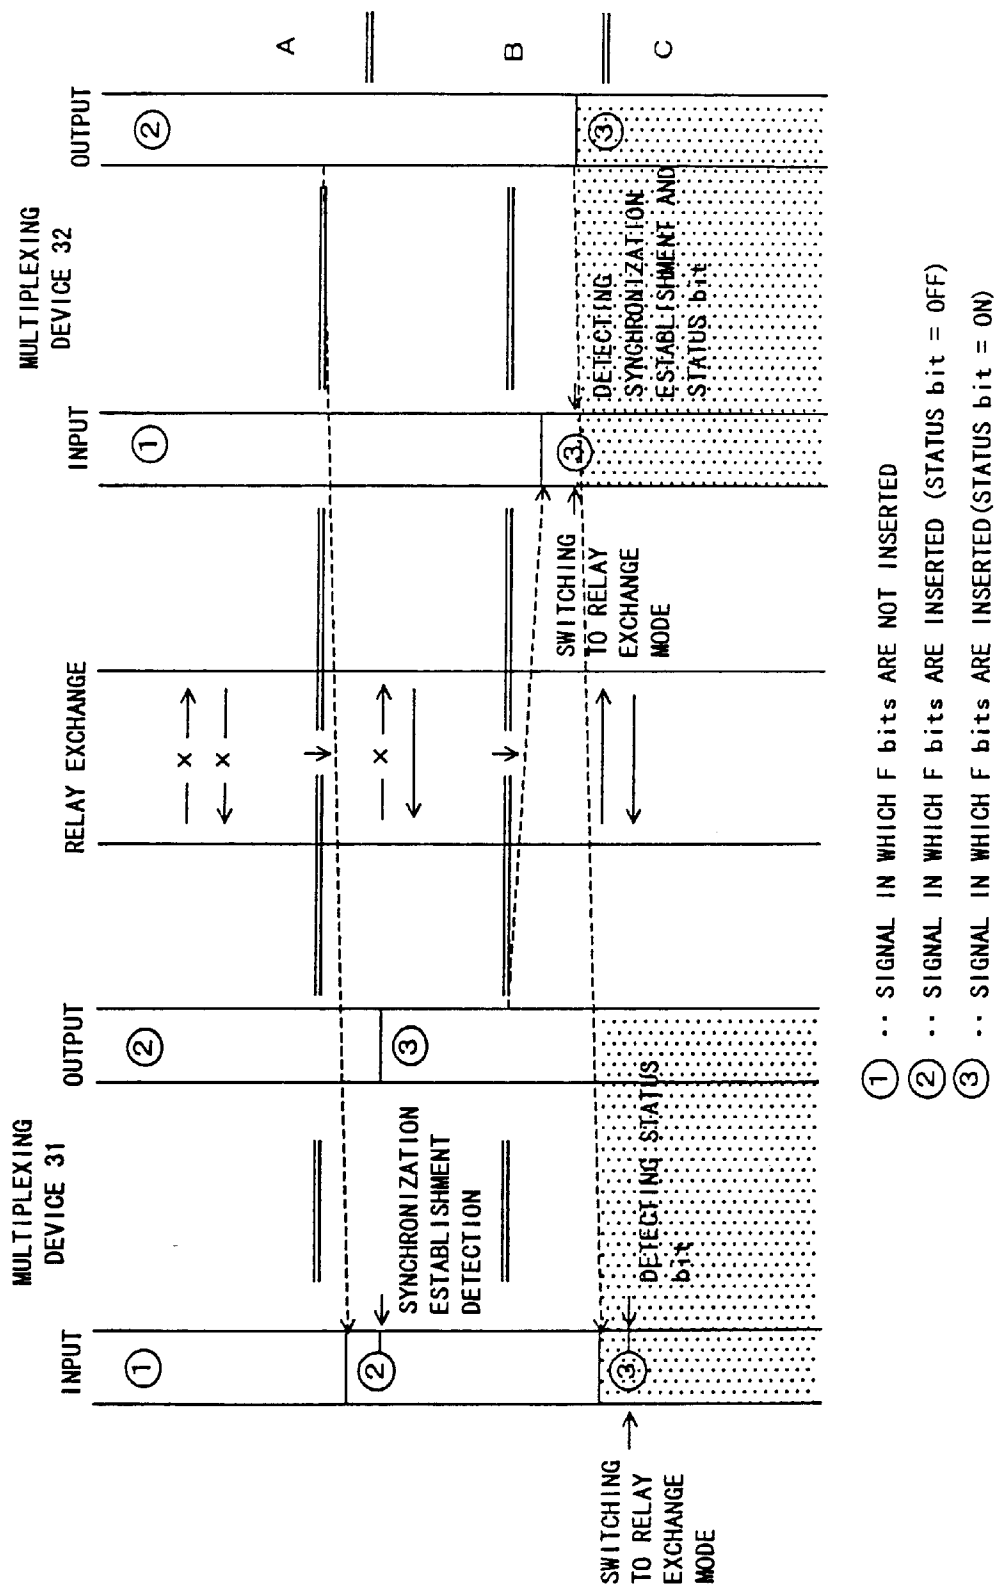 MULTIPLEXING
DEVICE 31
MULTIPLEXING
DEVICE 32
INPUT
OUTPUT
RELAY EXCHANGE
INPUT
OUTPUT
①
②
①
②
A
x
x
②
SYNCHRONIZATION
ESTABLISHMENT
DETECTION
③
x
B
SWITCHING
TO RELAY
EXCHANGE
MODE
③
DETECTING STATUS
bit
SWITCHING
TO RELAY
EXCHANGE
MODE
③
DETECTING
SYNCHRONIZATION
ESTABLISHMENT AND
STATUS bit
③
C
① ‥ SIGNAL IN WHICH F bits ARE NOT INSERTED
② ‥ SIGNAL IN WHICH F bits ARE INSERTED (STATUS bit = OFF)
③ ‥ SIGNAL IN WHICH F bits ARE INSERTED(STATUS bit = ON)